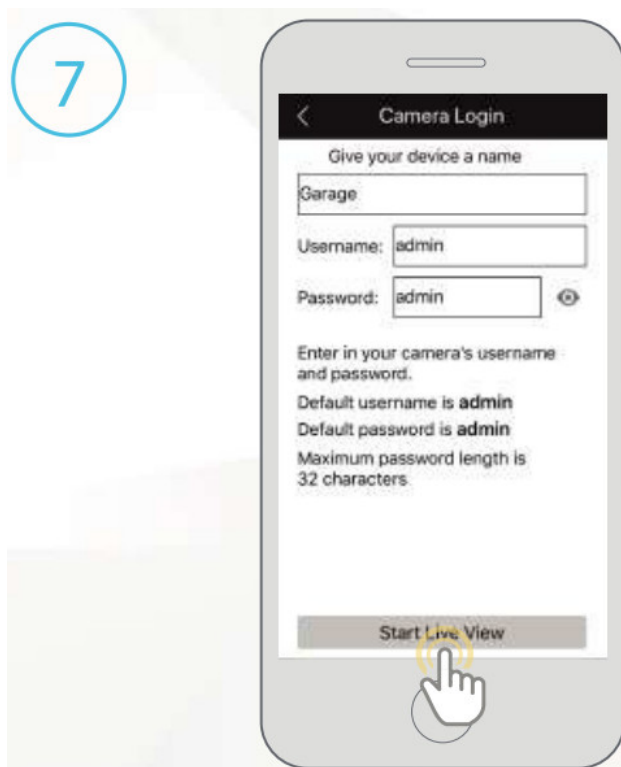 7
Camera Login
Give your device a name
Garage
Username: admin
Password: admin
Enter in your camera's username
and password.
Default username is admin
Default password is admin
Maximum password length is
32 characters
Start Live View